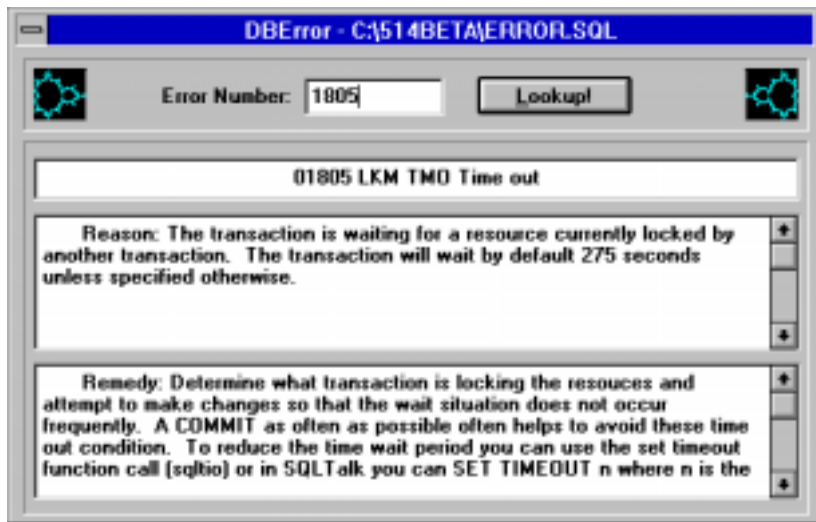 DBError - C:\514BETA\ERROR.SQL
Error Number: 1805 Lookup!
01805 LKM TMO Time out
Reason: The transaction is waiting for a resource currently locked by
another transaction. The transaction will wait by default 275 seconds
unless specified otherwise.
Remedy: Determine what transaction is locking the resouces and
attempt to make changes so that the wait situation does not occur
frequently. A COMMIT as often as possible often helps to avoid these time
out condition. To reduce the time wait period you can use the set timeout
function call (sqltio) or in SQLTalk you can SET TIMEOUT n where n is the